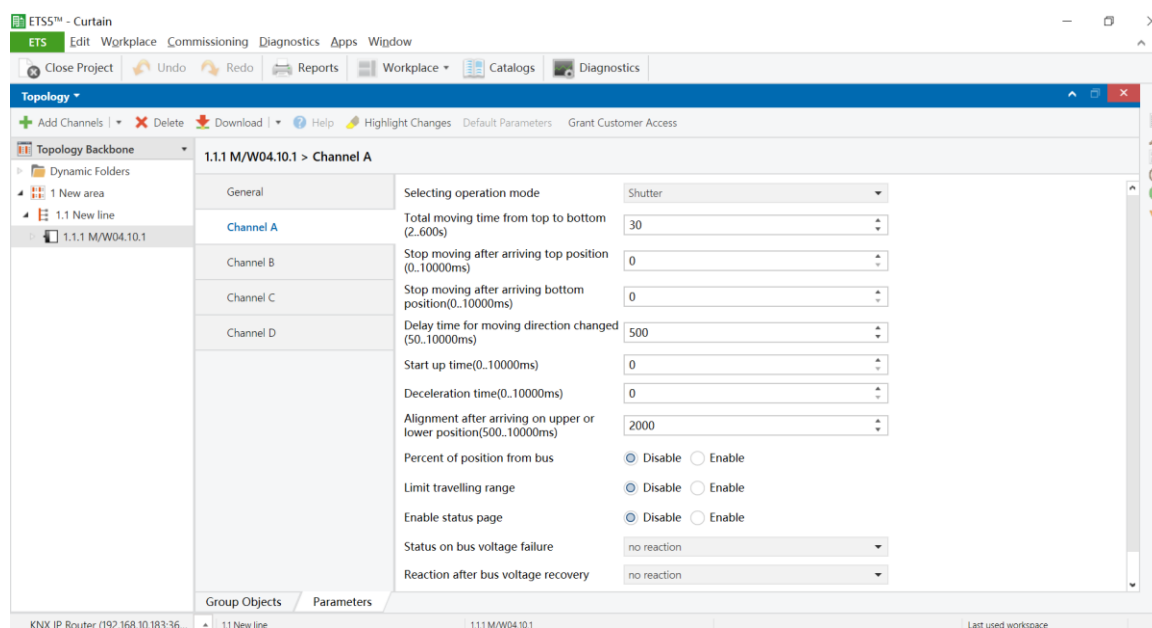 ETS5™ - Curtain
ETS Edit Workplace Commissioning Diagnostics Apps Window
Close Project Undo Redo Reports Workplace Catalogs Diagnostics
Topology
Add Channels Delete Download Help Highlight Changes Default Parameters Grant Customer Access
Topology Backbone
Dynamic Folders
1 New area
1.1 New line
1.1.1 M/W04.10.1
1.1.1 M/W04.10.1 > Channel A
General
Channel A
Channel B
Channel C
Channel D
Selecting operation mode Shutter
Total moving time from top to bottom
(2..600s) 30
Stop moving after arriving top position
(0..10000ms) 0
Stop moving after arriving bottom
position(0..10000ms) 0
Delay time for moving direction changed
(50..10000ms) 500
Start up time(0..10000ms) 0
Deceleration time(0..10000ms) 0
Alignment after arriving on upper or
lower position(500..10000ms) 2000
Percent of position from bus Disable Enable
Limit travelling range Disable Enable
Enable status page Disable Enable
Status on bus voltage failure no reaction
Reaction after bus voltage recovery no reaction
Group Objects Parameters
KNX IP Router (192.168.10.183:36... 1.1 New line 1.1.1 M/W04.10.1 Last used workspace